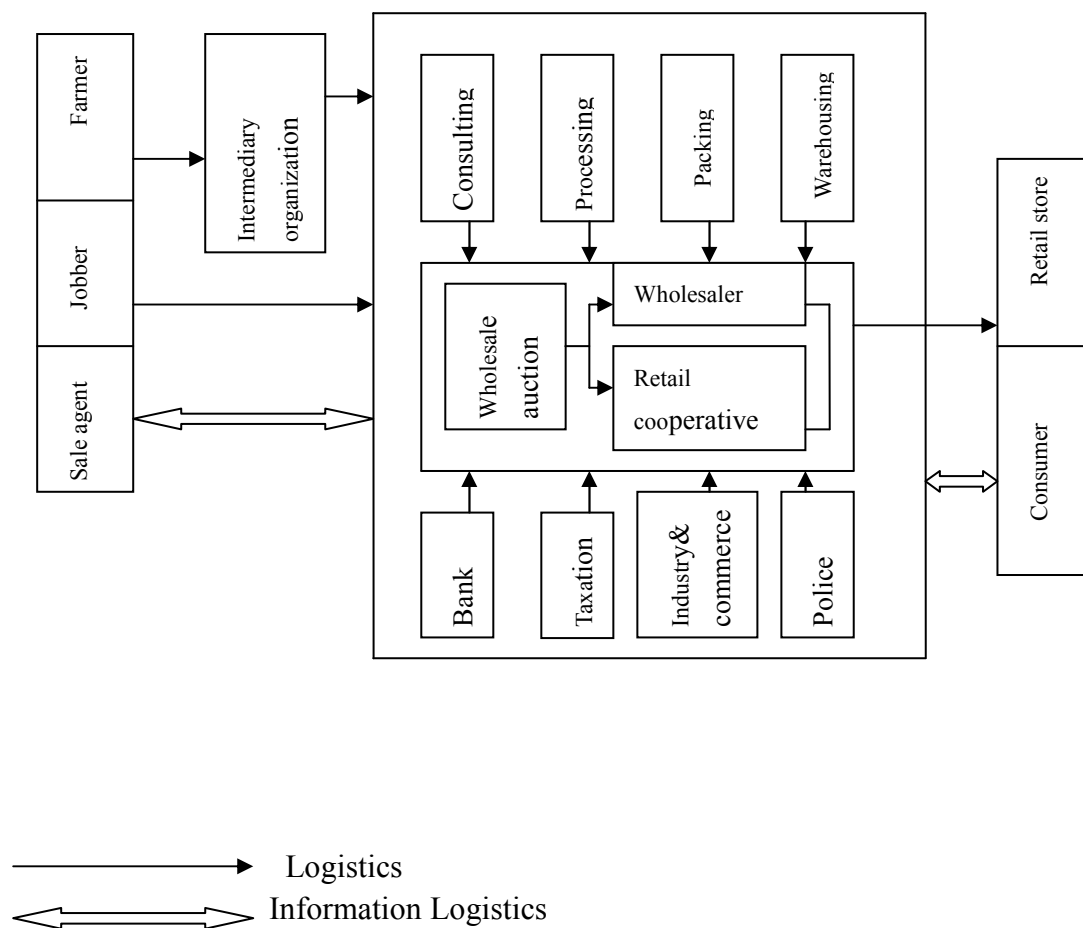 Farmer
Jobber
Sale agent
Intermediary
organization
Consulting
Processing
Packing
Warehousing
Wholesale
auction
Wholesaler
Retail
cooperative
Bank
Taxation
Industry&
commerce
Police
Retail store
Consumer
Logistics
Information Logistics